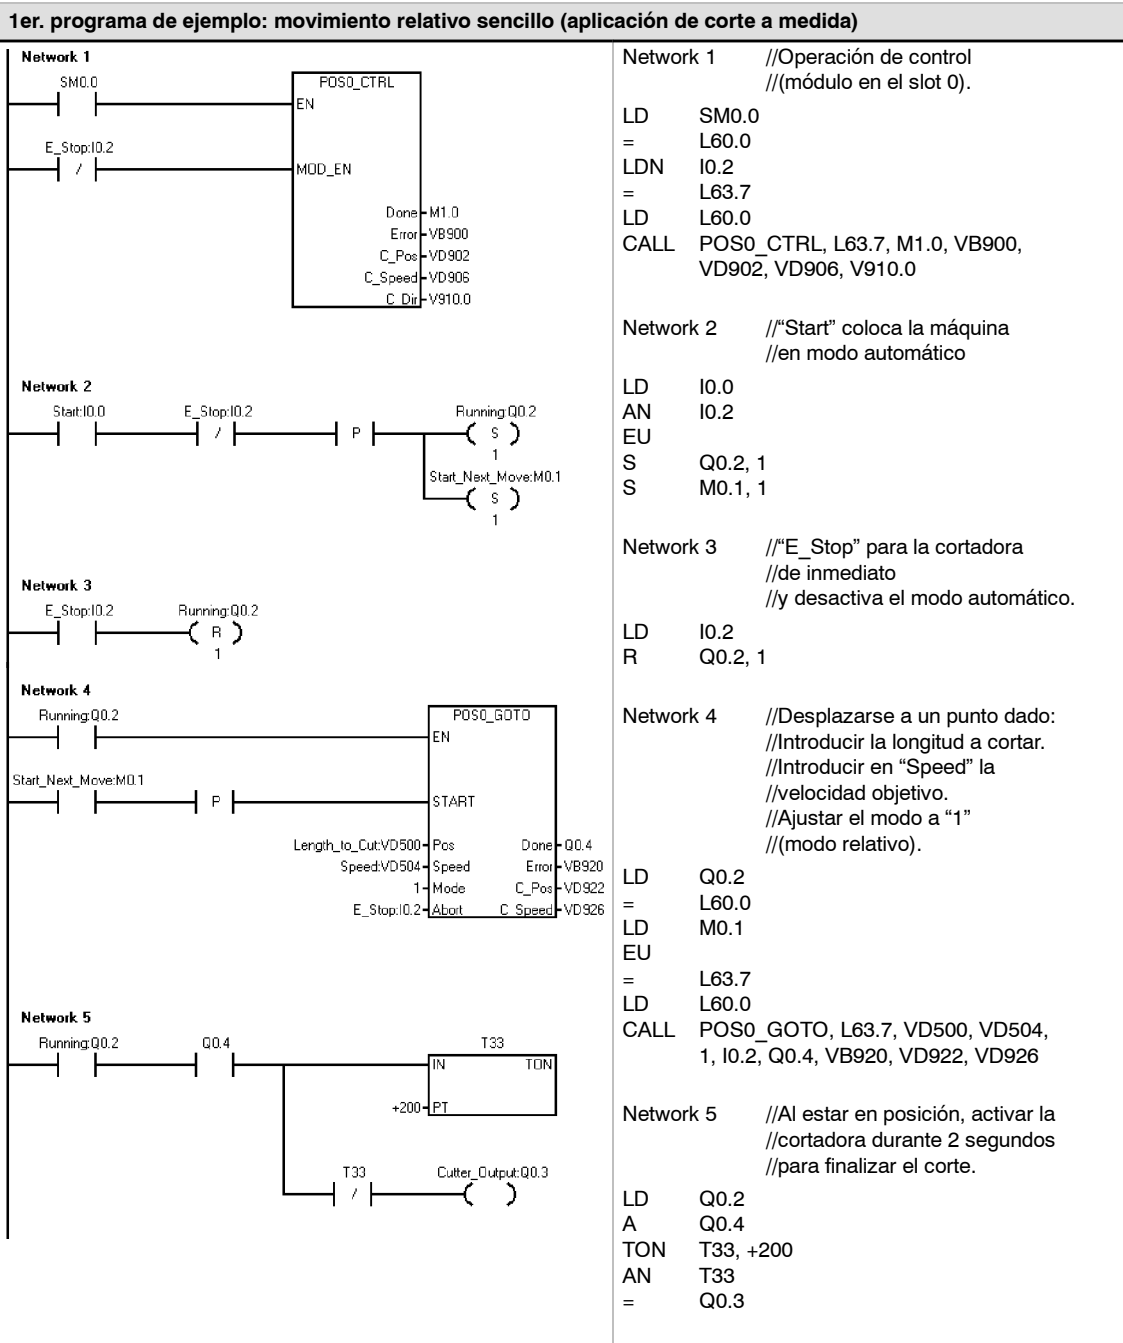 1er. programa de ejemplo: movimiento relativo sencillo (aplicación de corte a medida)
Network 1
SM0.0
POS0_CTRL
EN
E_Stop:I0.2
/
MOD_EN
Done M1.0
Error VB900
C_Pos VD902
C_Speed VD906
C_Dir V910.0
Network 2
Start:I0.0 E_Stop:I0.2 Running:Q0.2
/ P S
1
Start_Next_Move:M0.1
S
1
Network 3
E_Stop:I0.2 Running:Q0.2
R
1
Network 4
Running:Q0.2 POS0_GOTO
EN
Start_Next_Move:M0.1
P START
Length_to_Cut:VD500 Pos Done Q0.4
Speed:VD504 Speed Error VB920
1 Mode C_Pos VD922
E_Stop:I0.2 Abort C_Speed VD926
Network 5
Running:Q0.2 Q0.4 T33
IN TON
+200 PT
T33 Cutter_Output:Q0.3
/
Network 1 //Operación de control
//(módulo en el slot 0).
LD SM0.0
= L60.0
LDN I0.2
= L63.7
LD L60.0
CALL POS0_CTRL, L63.7, M1.0, VB900,
VD902, VD906, V910.0
Network 2 //“Start” coloca la máquina
//en modo automático
LD I0.0
AN I0.2
EU
S Q0.2, 1
S M0.1, 1
Network 3 //“E_Stop” para la cortadora
//de inmediato
//y desactiva el modo automático.
LD I0.2
R Q0.2, 1
Network 4 //Desplazarse a un punto dado:
//Introducir la longitud a cortar.
//Introducir en “Speed” la
//velocidad objetivo.
//Ajustar el modo a “1”
//(modo relativo).
LD Q0.2
= L60.0
LD M0.1
EU
= L63.7
LD L60.0
CALL POS0_GOTO, L63.7, VD500, VD504,
1, I0.2, Q0.4, VB920, VD922, VD926
Network 5 //Al estar en posición, activar la
//cortadora durante 2 segundos
//para finalizar el corte.
LD Q0.2
A Q0.4
TON T33, +200
AN T33
= Q0.3